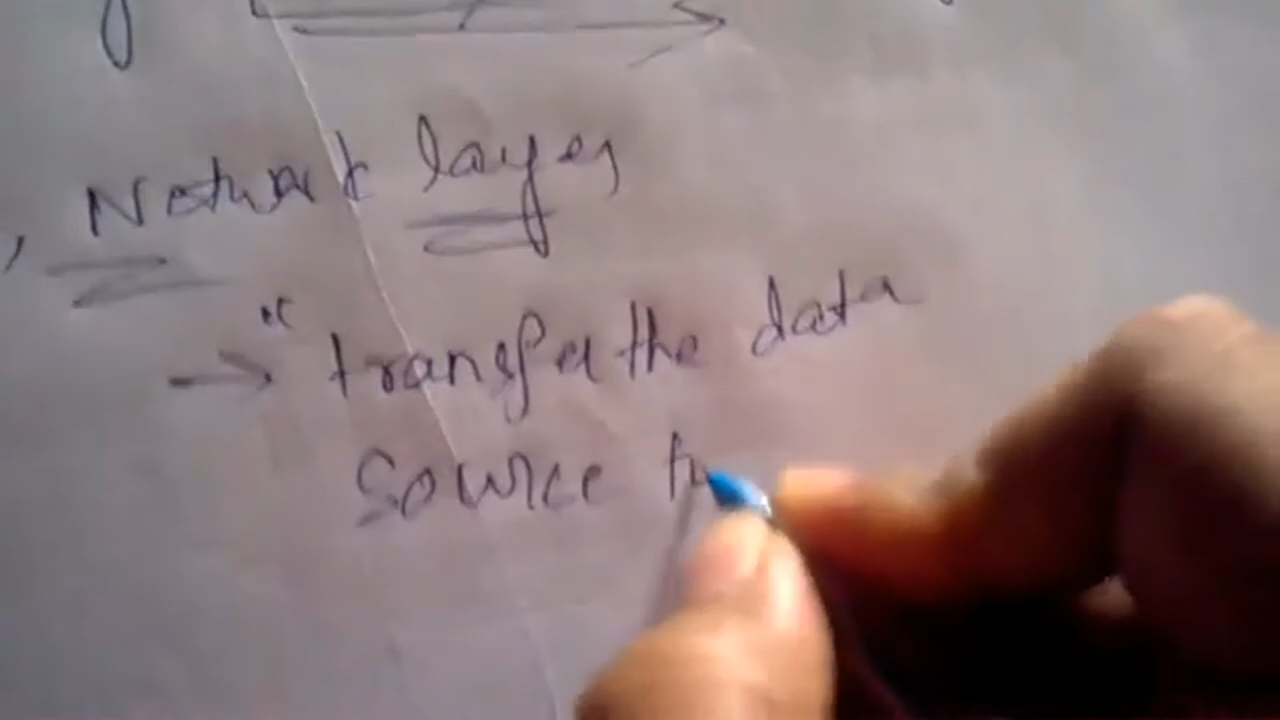 Network layer
→ " transfer the data
Source